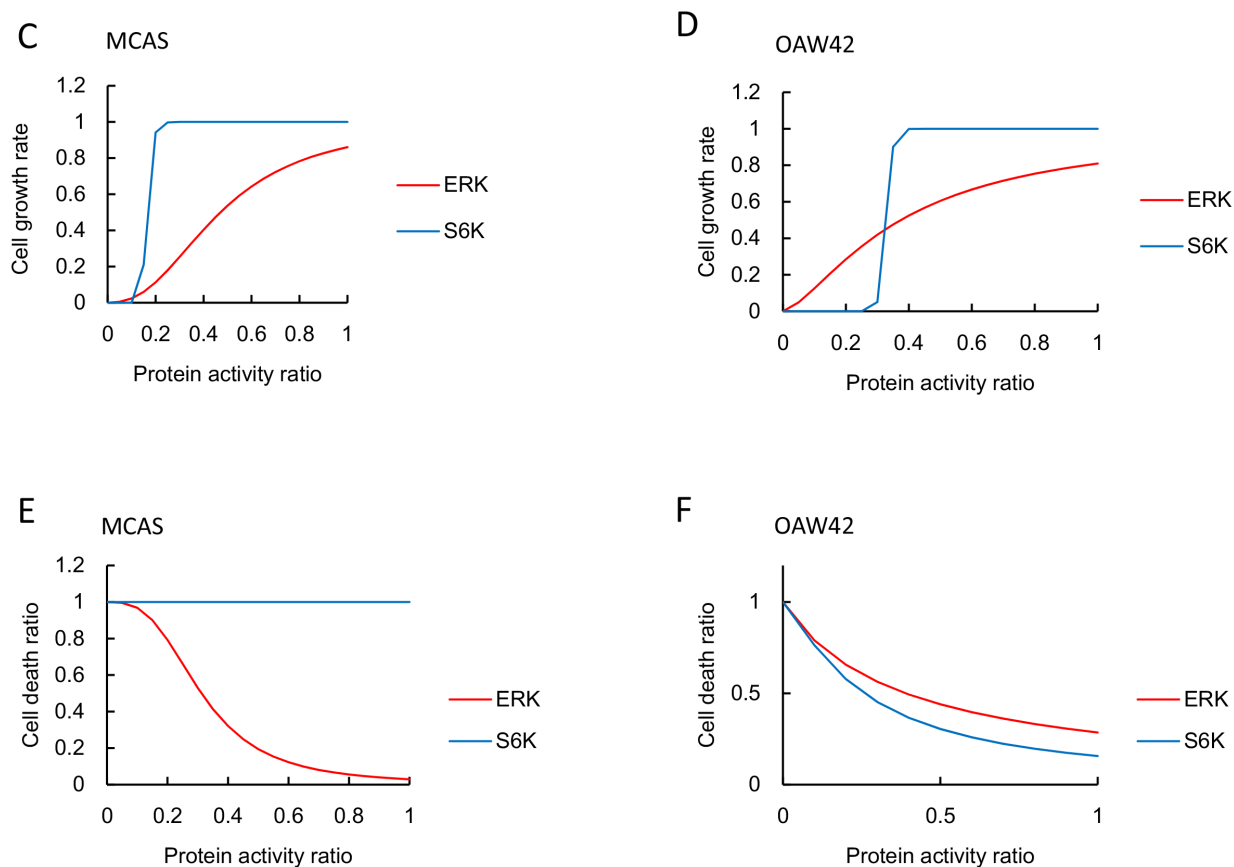 C
MCAS
1.2
1
0.8
0.6
0.4
0.2
0
0 0.2 0.4 0.6 0.8 1
Cell growth rate
Protein activity ratio
ERK
S6K
D
OAW42
1.2
1
0.8
0.6
0.4
0.2
0
0 0.2 0.4 0.6 0.8 1
Cell growth rate
Protein activity ratio
ERK
S6K
E
MCAS
1.2
1
0.8
0.6
0.4
0.2
0
0 0.2 0.4 0.6 0.8 1
Cell death ratio
Protein activity ratio
ERK
S6K
F
OAW42
1
0.5
0
0 0.5 1
Cell death ratio
Protein activity ratio
ERK
S6K